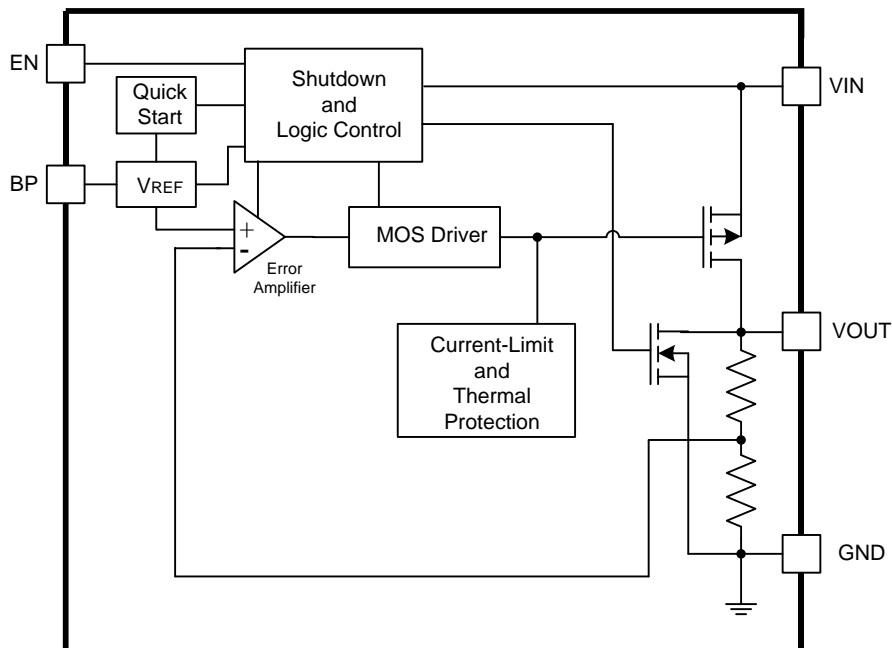 EN
Quick
Start
Shutdown
and
Logic Control
VIN
BP
VREF
+
-
Error
Amplifier
MOS Driver
Current-Limit
and
Thermal
Protection
VOUT
GND